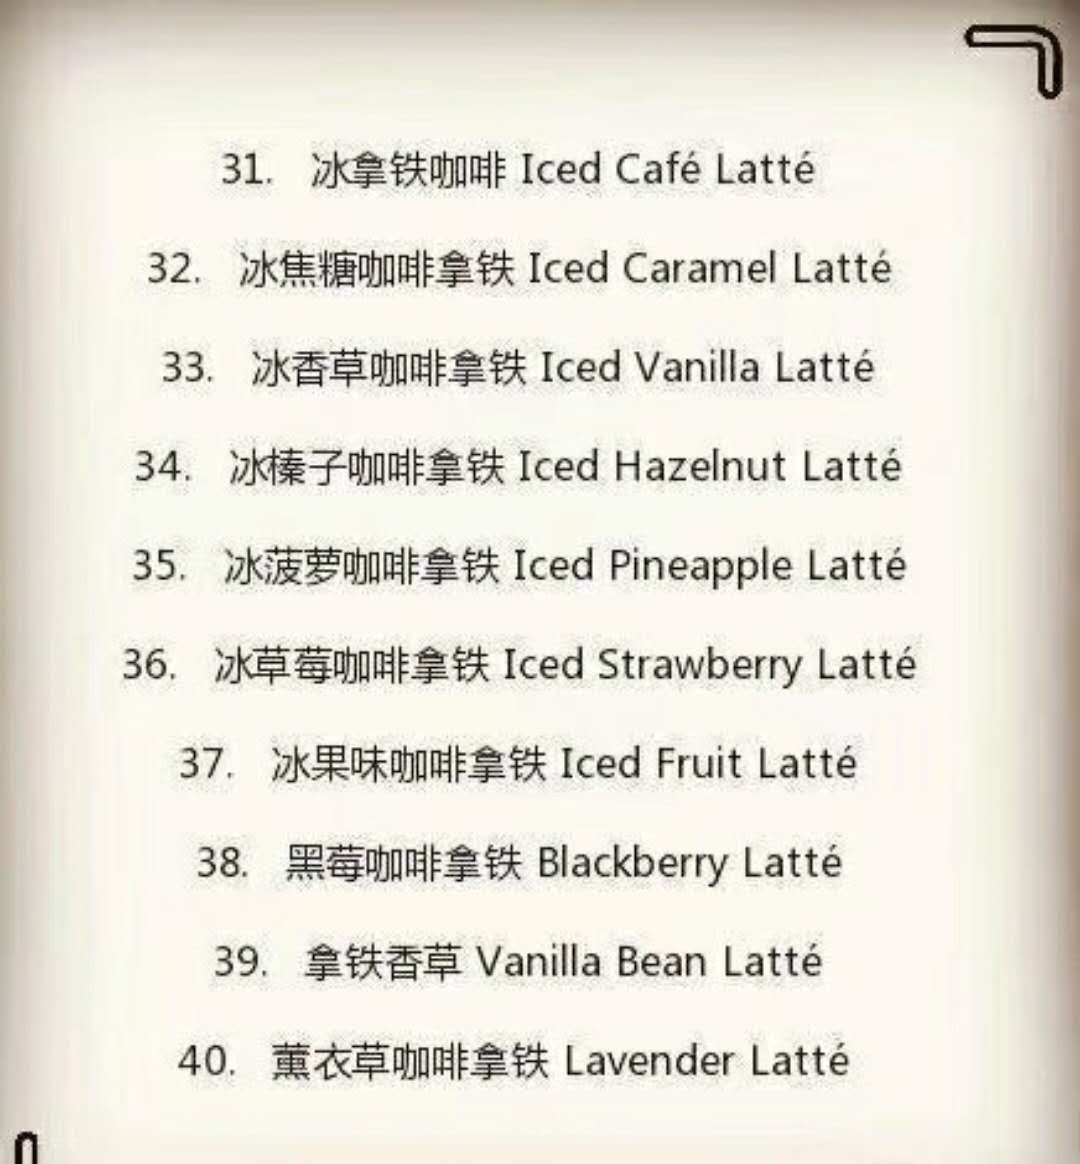 31. 冰拿铁咖啡 Iced Café Latté
32. 冰焦糖咖啡拿铁 Iced Caramel Latté
33. 冰香草咖啡拿铁 Iced Vanilla Latté
34. 冰榛子咖啡拿铁 Iced Hazelnut Latté
35. 冰菠萝咖啡拿铁 Iced Pineapple Latté
36. 冰草莓咖啡拿铁 Iced Strawberry Latté
37. 冰果味咖啡拿铁 Iced Fruit Latté
38. 黑莓咖啡拿铁 Blackberry Latté
39. 拿铁香草 Vanilla Bean Latté
40. 薰衣草咖啡拿铁 Lavender Latté